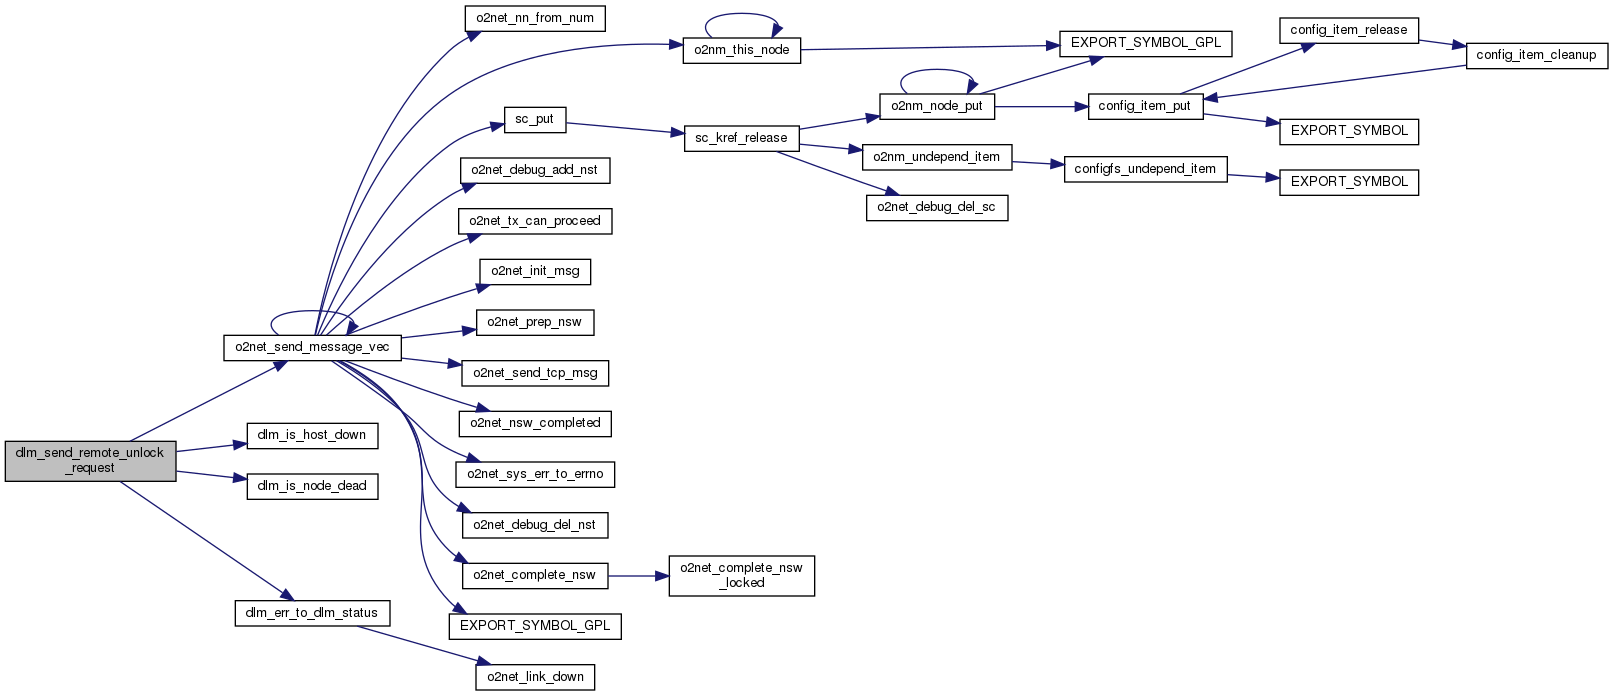 o2net_nn_from_num
o2nm_this_node
EXPORT_SYMBOL_GPL
config_item_release
config_item_cleanup
o2nm_node_put
config_item_put
sc_put
sc_kref_release
EXPORT_SYMBOL
o2nm_undepend_item
configfs_undepend_item
EXPORT_SYMBOL
o2net_debug_add_nst
o2net_debug_del_sc
o2net_tx_can_proceed
o2net_init_msg
o2net_prep_nsw
o2net_send_message_vec
o2net_send_tcp_msg
o2net_nsw_completed
dlm_is_host_down
dlm_send_remote_unlock
_request
o2net_sys_err_to_errno
dlm_is_node_dead
o2net_debug_del_nst
o2net_complete_nsw
o2net_complete_nsw
_locked
dlm_err_to_dlm_status
EXPORT_SYMBOL_GPL
o2net_link_down